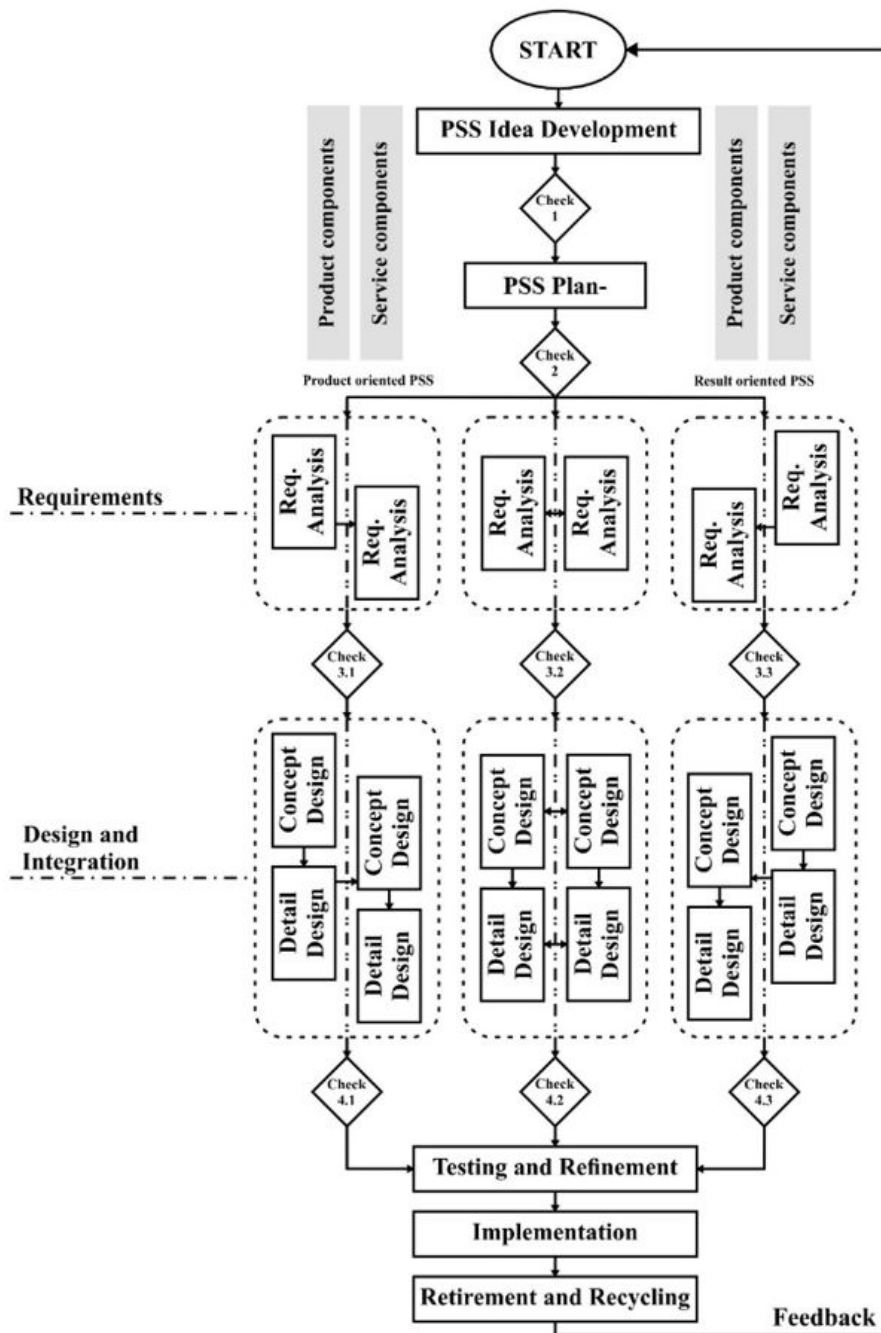 START
PSS Idea Development
Product components
Service components
Product components
Service components
Check
1
PSS Plan-
Check
2
Product oriented PSS
Result oriented PSS
Requirements
Req.
Analysis
Req.
Analysis
Req.
Analysis
Req.
Analysis
Req.
Analysis
Req.
Analysis
Check
3.1
Check
3.2
Check
3.3
Design and
Integration
Concept
Design
Concept
Design
Detail
Design
Detail
Design
Concept
Design
Concept
Design
Detail
Design
Detail
Design
Concept
Design
Concept
Design
Detail
Design
Detail
Design
Check
4.1
Check
4.2
Check
4.3
Testing and Refinement
Implementation
Retirement and Recycling
Feedback